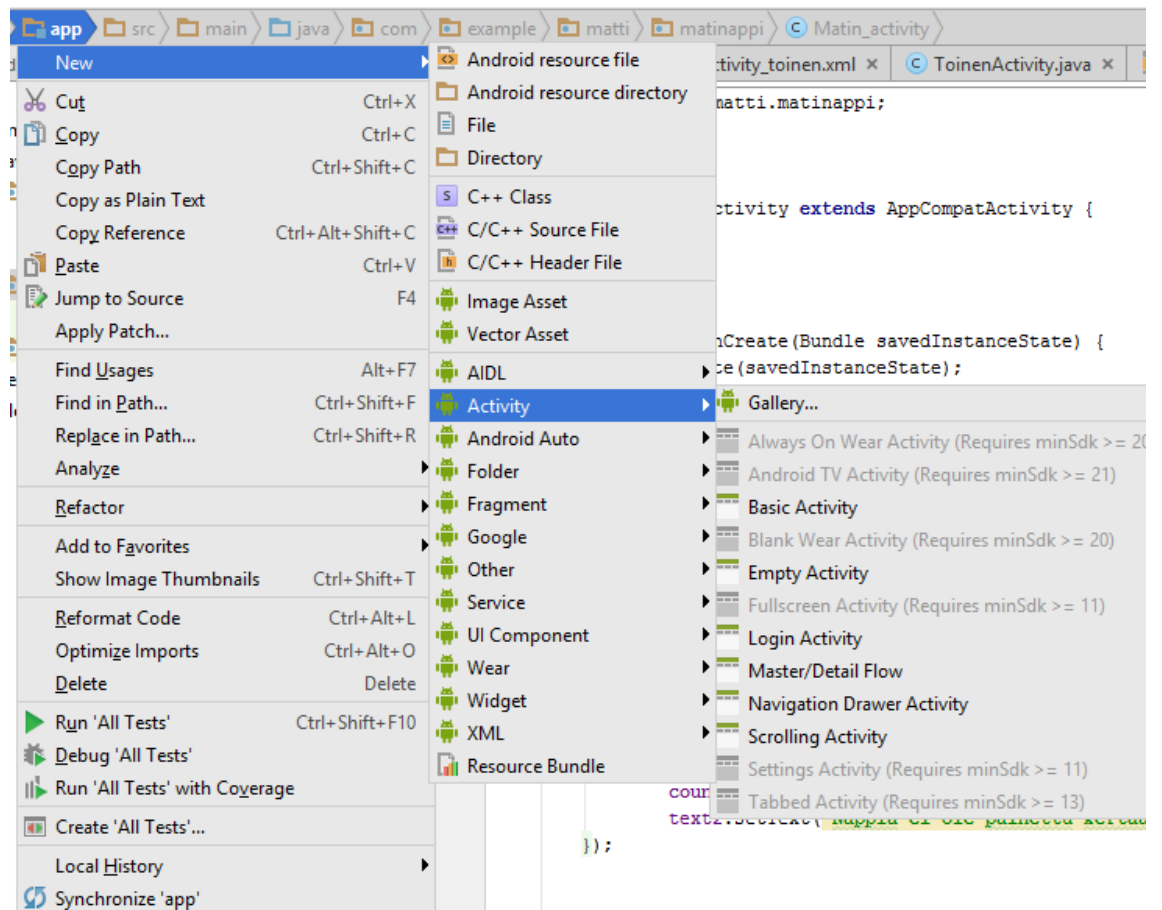 app src main java com example matti matinappi Matin_activity
ctivity_toinen.xml × ToinenActivity.java ×
New
Cut Ctrl+X
Copy Ctrl+C
Copy Path Ctrl+Shift+C
Copy as Plain Text
Copy Reference Ctrl+Alt+Shift+C
Paste Ctrl+V
Jump to Source F4
Apply Patch...
Find Usages Alt+F7
Find in Path... Ctrl+Shift+F
Replace in Path... Ctrl+Shift+R
Analyze
Refactor
Add to Favorites
Show Image Thumbnails Ctrl+Shift+T
Reformat Code Ctrl+Alt+L
Optimize Imports Ctrl+Alt+O
Delete Delete
Run 'All Tests' Ctrl+Shift+F10
Debug 'All Tests'
Run 'All Tests' with Coverage
Create 'All Tests'...
Local History
Synchronize 'app'
Android resource file
Android resource directory
File
Directory
C++ Class
C/C++ Source File
C/C++ Header File
Image Asset
Vector Asset
AIDL
Activity
Android Auto
Folder
Fragment
Google
Other
Service
UI Component
Wear
Widget
XML
Resource Bundle
Gallery...
Always On Wear Activity (Requires minSdk >= 20
Android TV Activity (Requires minSdk >= 21)
Basic Activity
Blank Wear Activity (Requires minSdk >= 20)
Empty Activity
Fullscreen Activity (Requires minSdk >= 11)
Login Activity
Master/Detail Flow
Navigation Drawer Activity
Scrolling Activity
Settings Activity (Requires minSdk >= 11)
Tabbed Activity (Requires minSdk >= 13)
matti.matinappi;
ctivity extends AppCompatActivity {
nCreate(Bundle savedInstanceState) {
te(savedInstanceState);
coun
});